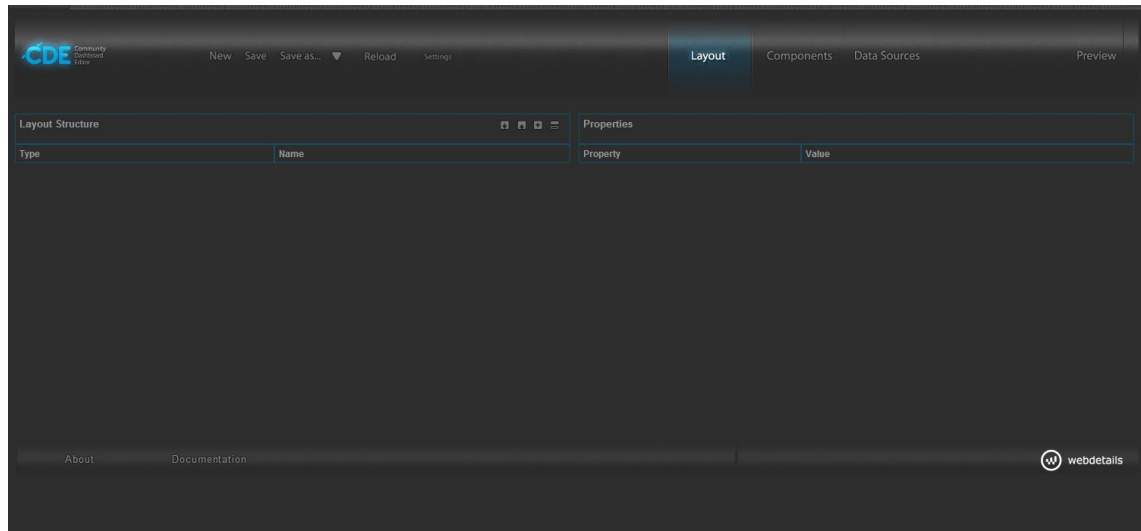 CDE Community
Dashboard
Editor
New Save Save as... Reload Settings Layout Components Data Sources Preview
Layout Structure Properties
Type Name Property Value
About Documentation webdetails